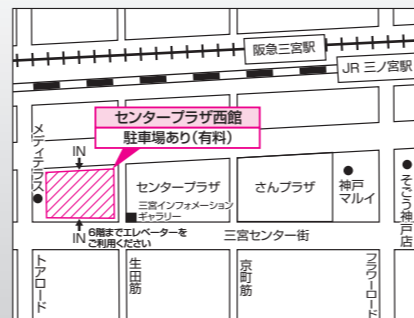 阪急三宮駅
JR 三ノ宮駅
センタープラザ西館
駐車場あり(有料)
メディテラス
IN
センタープラザ
さんプラザ
神戸
マルイ
そごう神戸店
三宮インフォメーション
ギャラリー
IN
6階までエレベーターを
ご利用ください
三宮センター街
トアロード
生田筋
京町筋
フラワーロード